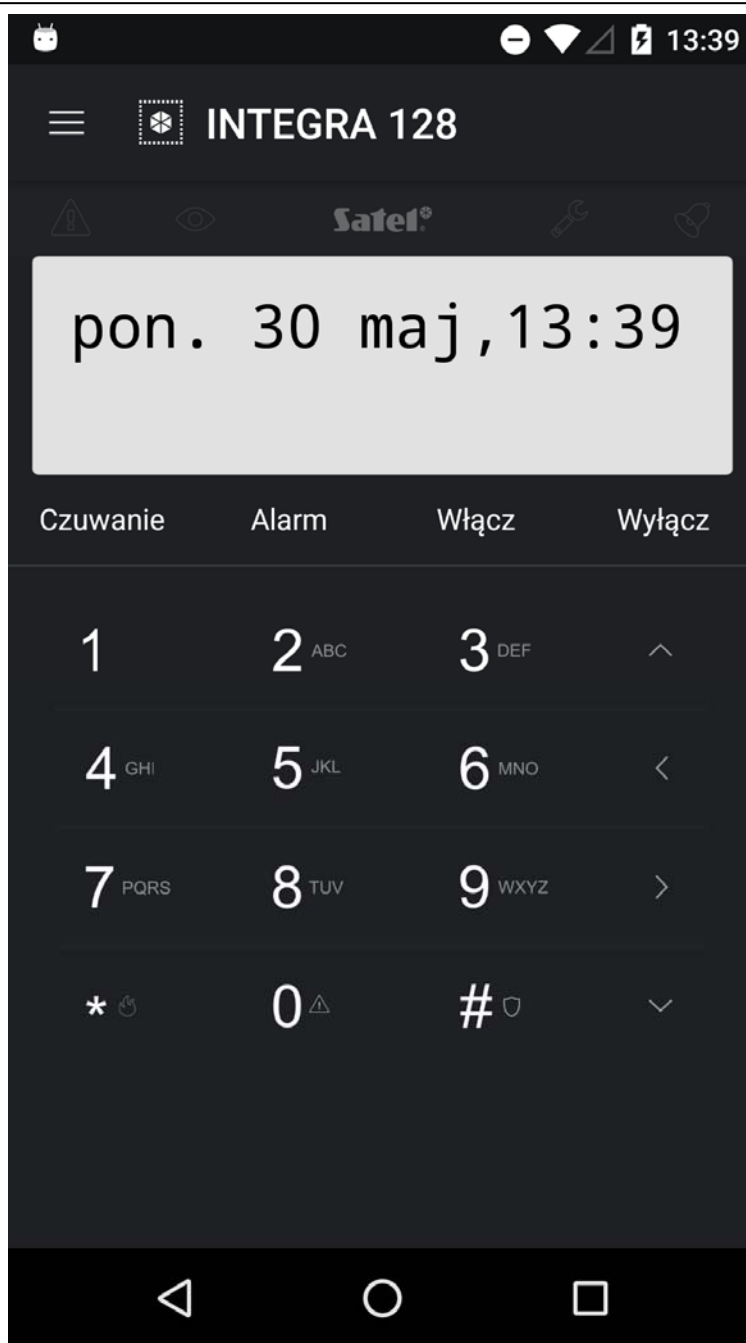 13:39
INTEGRA 128
Satel®
pon. 30 maj,13:39
Czuwanie Alarm Włącz Wyłącz
1 2 ABC 3 DEF
4 GHI 5 JKL 6 MNO
7 PQRS 8 TUV 9 WXYZ
* 0 #